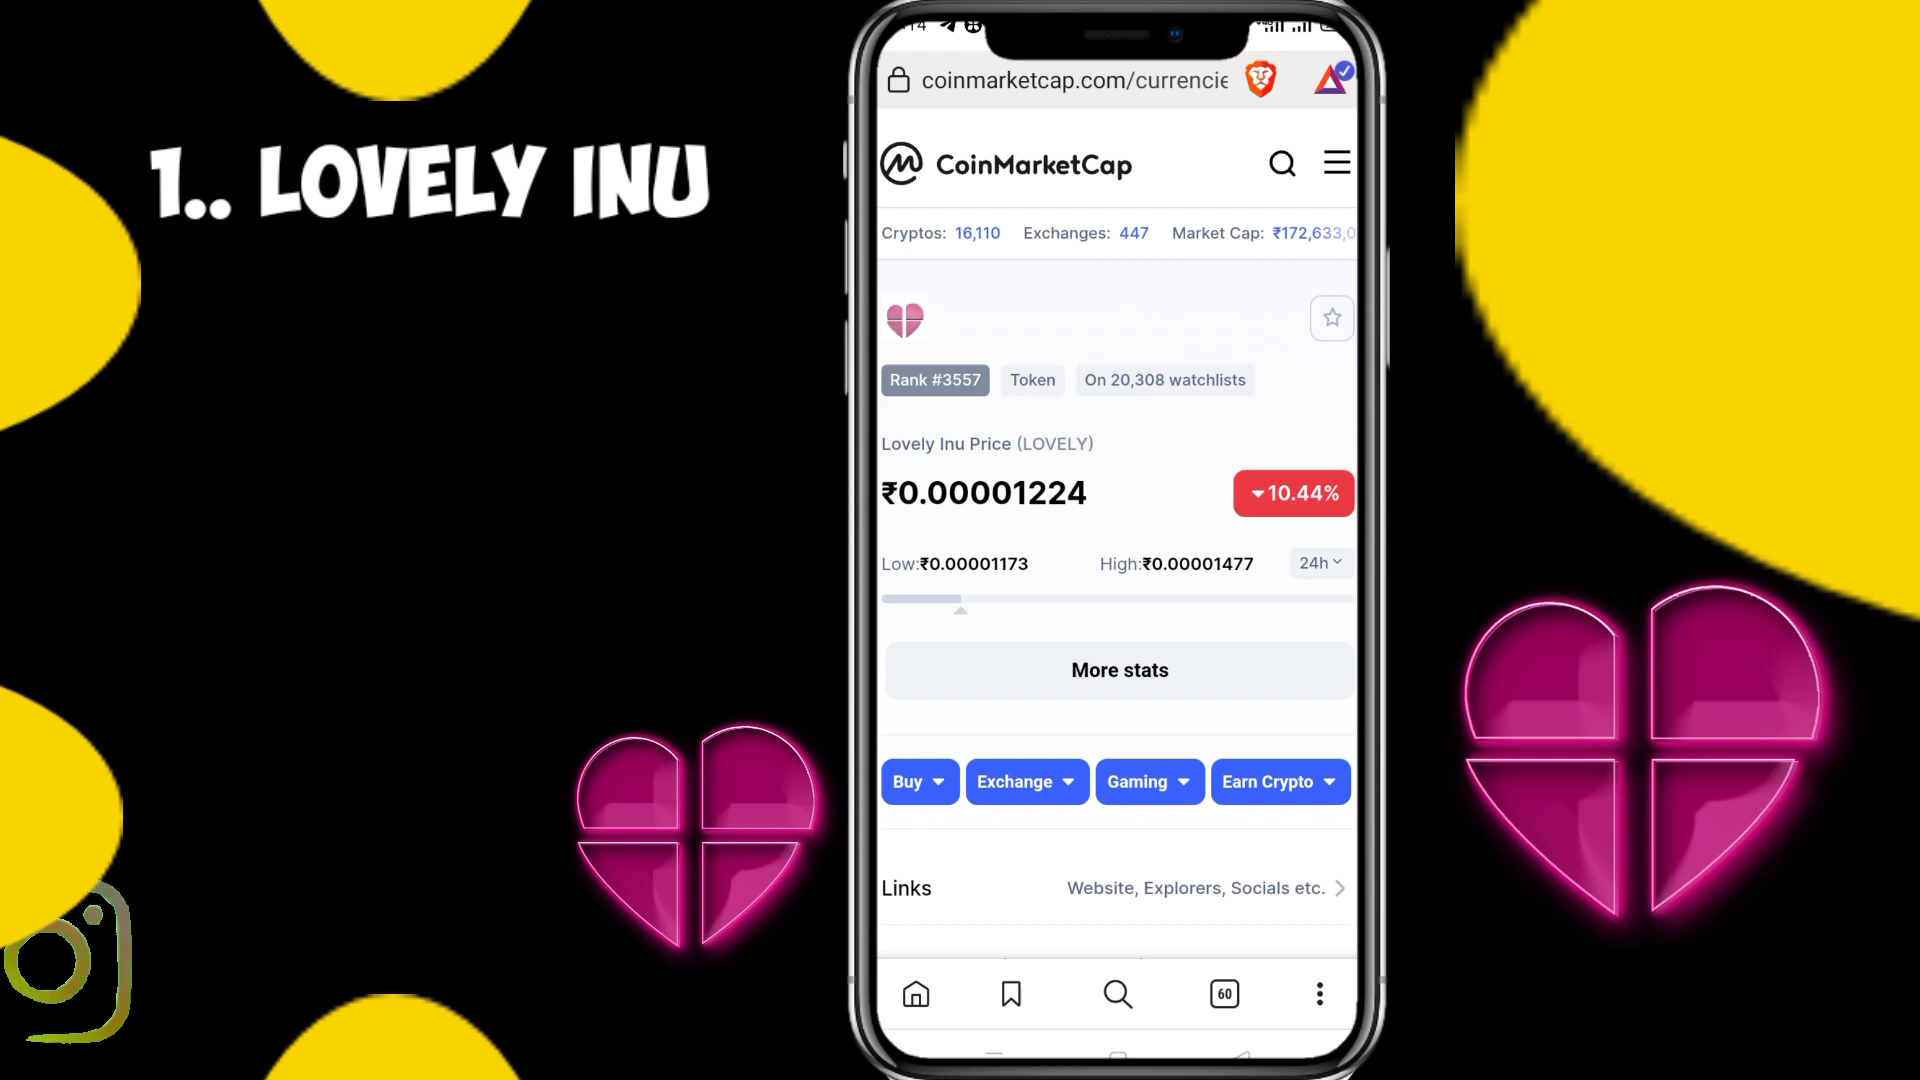 1.. LOVELY INU
coinmarketcap.com/currencie
CoinMarketCap
Cryptos: 16,110 Exchanges: 447 Market Cap: ₹172,633,0
Rank #3557 Token On 20,308 watchlists
Lovely Inu Price (LOVELY)
₹0.00001224 10.44%
Low:₹0.00001173 High:₹0.00001477 24h
More stats
Buy Exchange Gaming Earn Crypto
Links Website, Explorers, Socials etc.
60